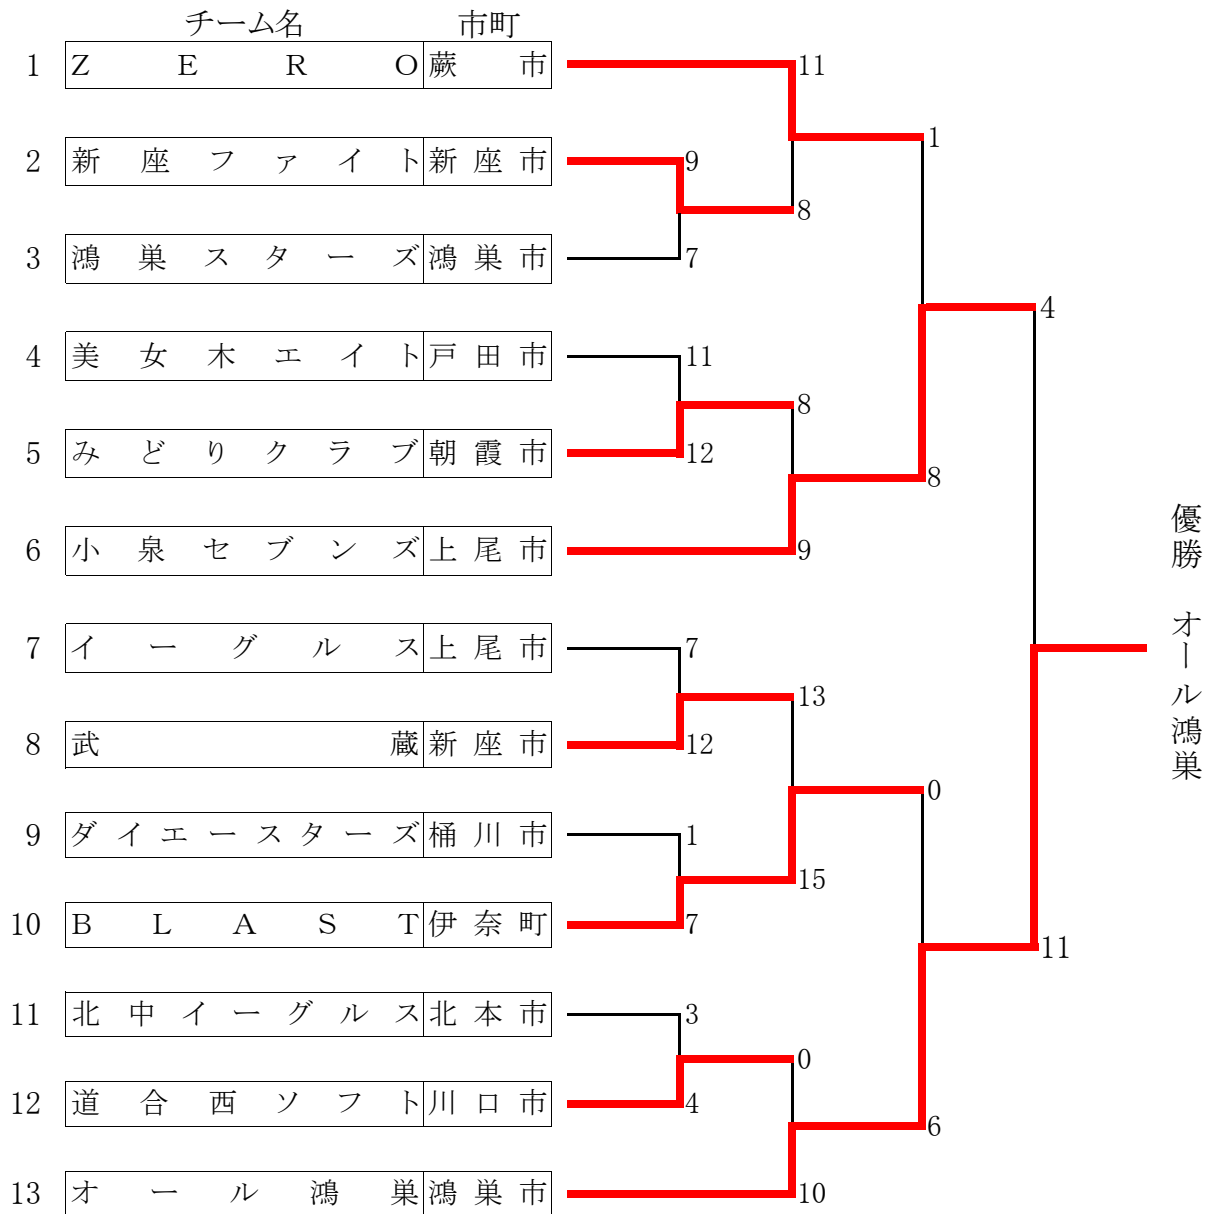 チーム名 市町
1 ＺＥＲＯ 蕨市 11
1
2 新座ファイト 新座市 9
8
3 鴻巣スターズ 鴻巣市 7
4
4 美女木エイト 戸田市 11
8
5 みどりクラブ 朝霞市 12
8
6 小泉セブンズ 上尾市 9
優勝 オール鴻巣
7 イーグルス 上尾市 7
13
8 武蔵 新座市 12
0
9 ダイエースターズ 桶川市 1
15
10 ＢＬＡＳＴ 伊奈町 7
11
11 北中イーグルス 北本市 3
0
12 道合西ソフト 川口市 4
6
13 オール鴻巣 鴻巣市 10